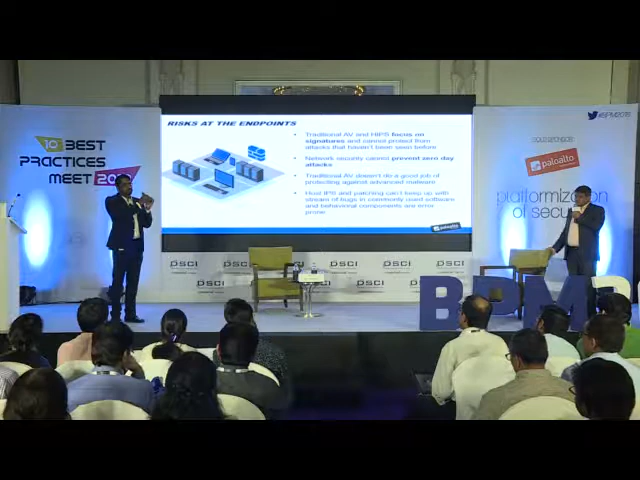 10 BEST
PRACTICES
MEET 20
RISKS AT THE ENDPOINTS
• Traditional AV and HIPS focus on
signatures and cannot protect from
attacks that haven't been seen before
• Network security cannot prevent zero day
attacks
• Traditional AV doesn't do a good job of
protecting against advanced malware
• Host IPS and patching can't keep up with
stream of bugs in commonly used software
and behavioral components are error
prone
paloalto
GOLD SPONSOR
paloalto
platformization
of secu
DSCI
DSCI
DSCI
DSCI
DSCI
DSCI
DSCI
DSCI
BPM